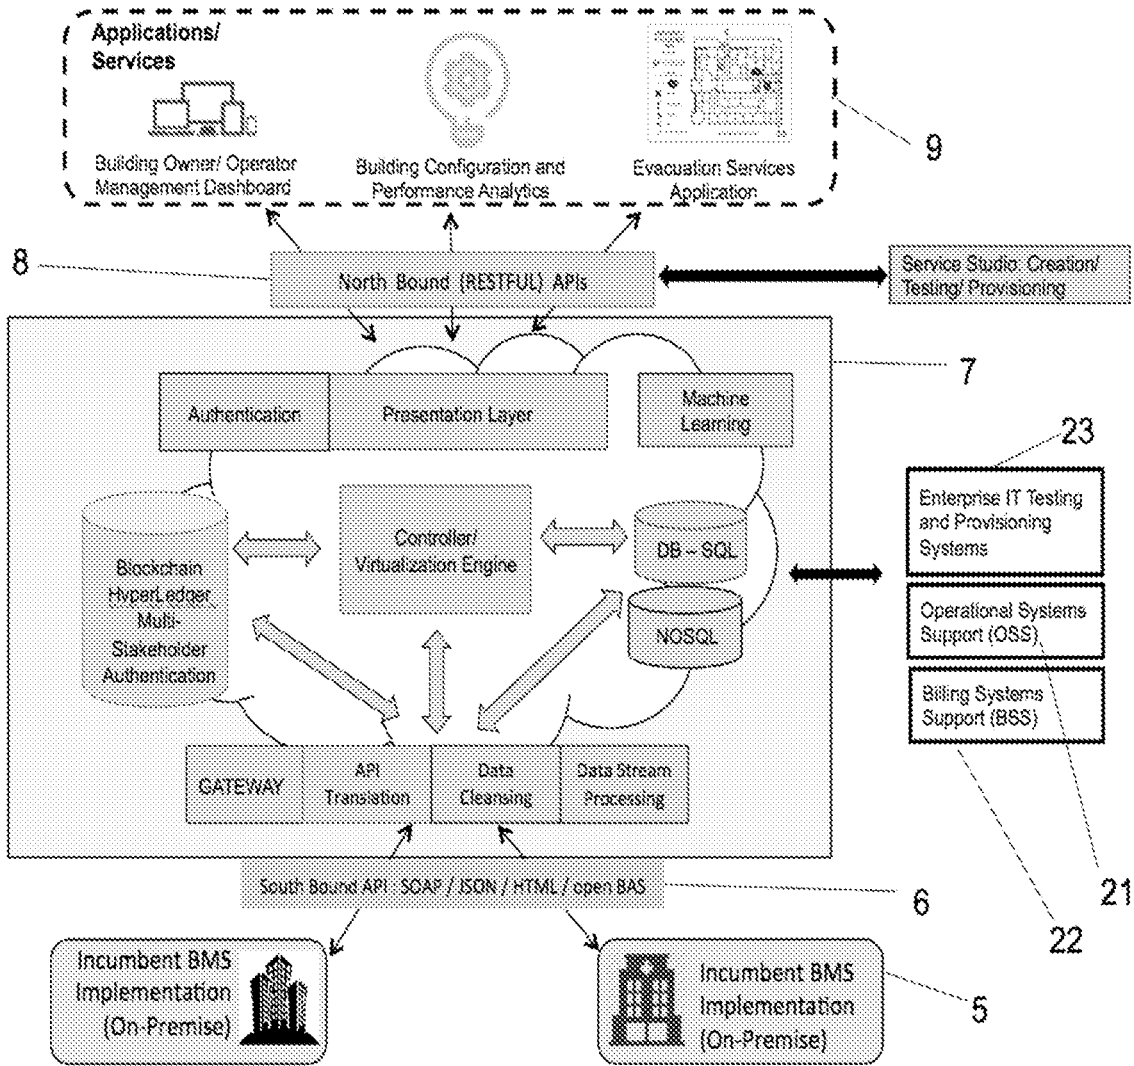 Applications/
Services
Building Owner/ Operator
Management Dashboard
Building Configuration and
Performance Analytics
Evacuation Services
Application
9
8
North Bound (RESTFUL) APIs
Service Studio: Creation/
Testing/ Provisioning
7
Authentication
Presentation Layer
Machine
Learning
23
Enterprise IT Testing
and Provisioning
Systems
Controller/
Virtualization Engine
DB – SQL
NOSQL
Blockchain
HyperLedger
Multi-
Stakeholder
Authentication
Operational Systems
Support (OSS)
Billing Systems
Support (BSS)
GATEWAY
API
Translation
Data
Cleansing
Data Stream
Processing
South Bound API SOAP / JSON / HTML / open BAS
6
21
22
Incumbent BMS
Implementation
(On-Premise)
Incumbent BMS
Implementation
(On-Premise)
5